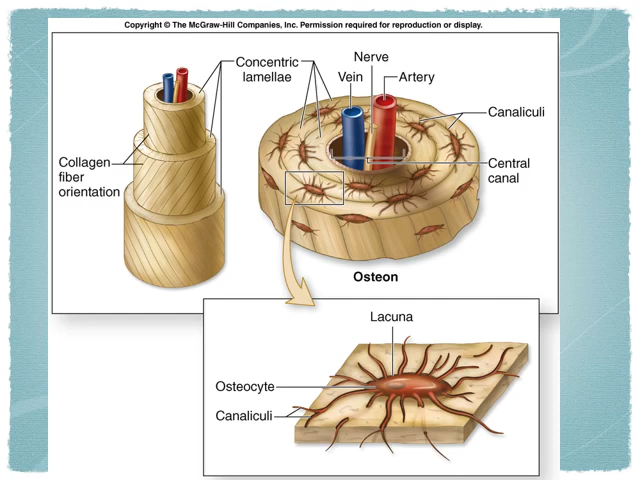 Copyright © The McGraw-Hill Companies, Inc. Permission required for reproduction or display.
Concentric
lamellae
Nerve
Vein
Artery
Canaliculi
Collagen
fiber
orientation
Central
canal
Osteon
Lacuna
Osteocyte
Canaliculi